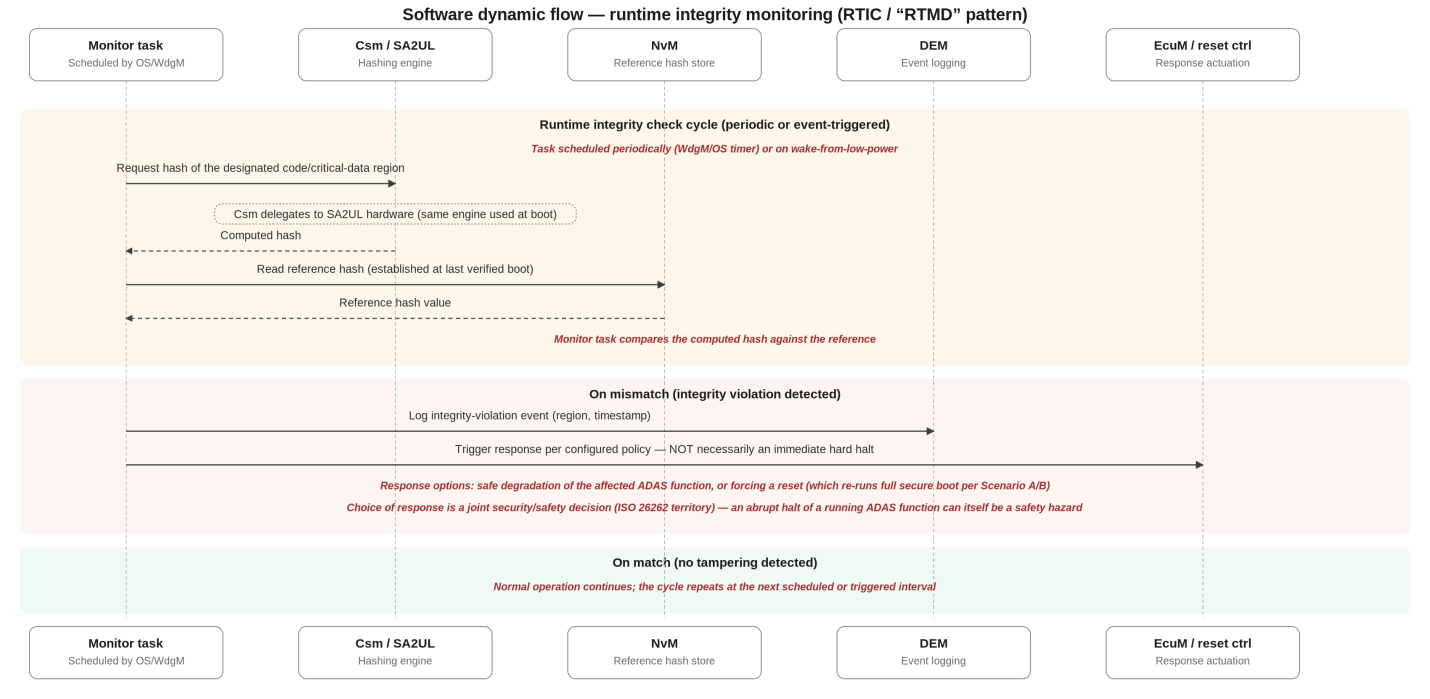 Software dynamic flow — runtime integrity monitoring (RTIC / “RTMD” pattern)
Monitor task
Scheduled by OS/WdgM
Csm / SA2UL
Hashing engine
NvM
Reference hash store
DEM
Event logging
EcuM / reset ctrl
Response actuation
Runtime integrity check cycle (periodic or event-triggered)
Task scheduled periodically (WdgM/OS timer) or on wake-from-low-power
Request hash of the designated code/critical-data region
Csm delegates to SA2UL hardware (same engine used at boot)
Computed hash
Read reference hash (established at last verified boot)
Reference hash value
Monitor task compares the computed hash against the reference
On mismatch (integrity violation detected)
Log integrity-violation event (region, timestamp)
Trigger response per configured policy — NOT necessarily an immediate hard halt
Response options: safe degradation of the affected ADAS function, or forcing a reset (which re-runs full secure boot per Scenario A/B)
Choice of response is a joint security/safety decision (ISO 26262 territory) — an abrupt halt of a running ADAS function can itself be a safety hazard
On match (no tampering detected)
Normal operation continues; the cycle repeats at the next scheduled or triggered interval
Monitor task
Scheduled by OS/WdgM
Csm / SA2UL
Hashing engine
NvM
Reference hash store
DEM
Event logging
EcuM / reset ctrl
Response actuation